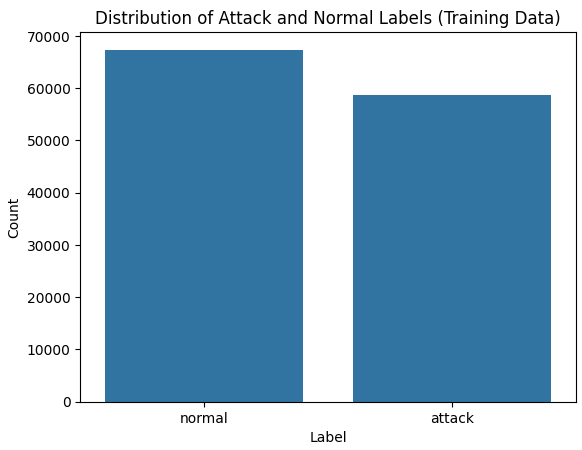 Distribution of Attack and Normal Labels (Training Data)
70000
60000
50000
40000
30000
20000
10000
0
Count
normal
attack
Label